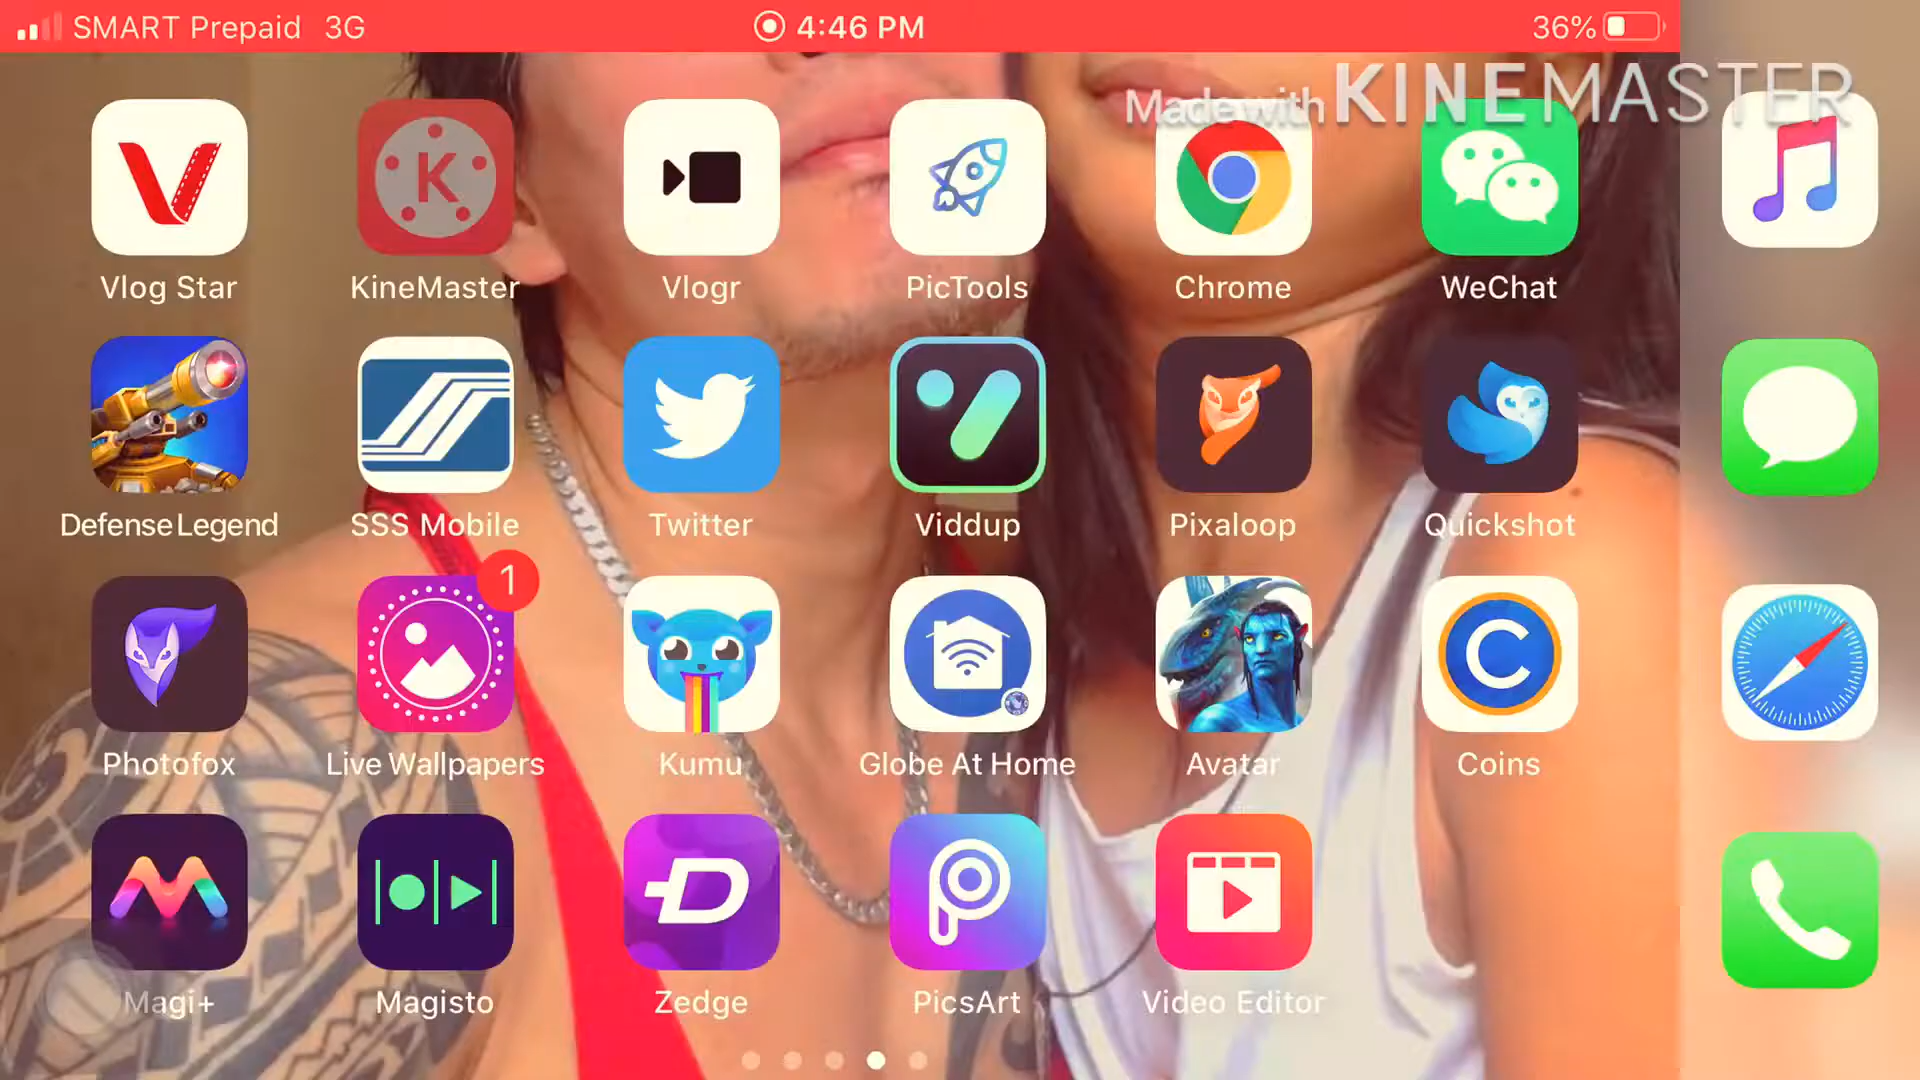 SMART Prepaid 3G 4:46 PM 36%
Made with KINEMASTER
Vlog Star KineMaster Vlogr PicTools Chrome WeChat
Defense Legend SSS Mobile Twitter Viddup Pixaloop Quickshot
1
Photofox Live Wallpapers Kumu Globe At Home Avatar Coins
Magi+ Magisto Zedge PicsArt Video Editor